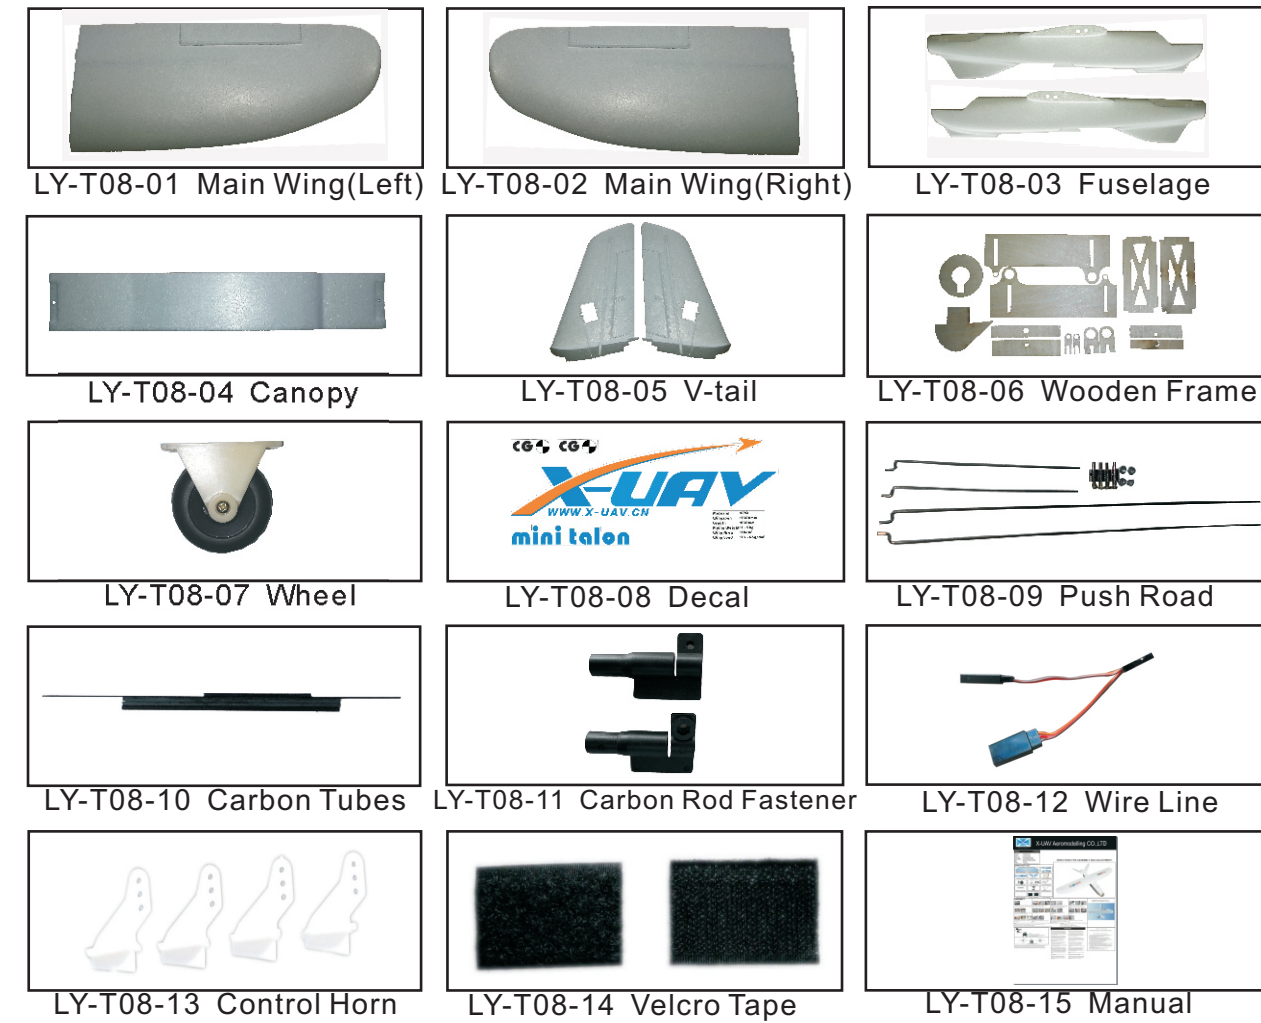 LY-T08-01 Main Wing(Left)
LY-T08-02 Main Wing(Right)
LY-T08-03 Fuselage
LY-T08-04 Canopy
LY-T08-05 V-tail
LY-T08-06 Wooden Frame
CG CG
X-UAV
WWW.X-UAV.CN
mini talon
LY-T08-07 Wheel
LY-T08-08 Decal
LY-T08-09 Push Road
LY-T08-10 Carbon Tubes
LY-T08-11 Carbon Rod Fastener
LY-T08-12 Wire Line
X-UAV Aeromodelling CO.,LTD
LY-T08-13 Control Horn
LY-T08-14 Velcro Tape
LY-T08-15 Manual